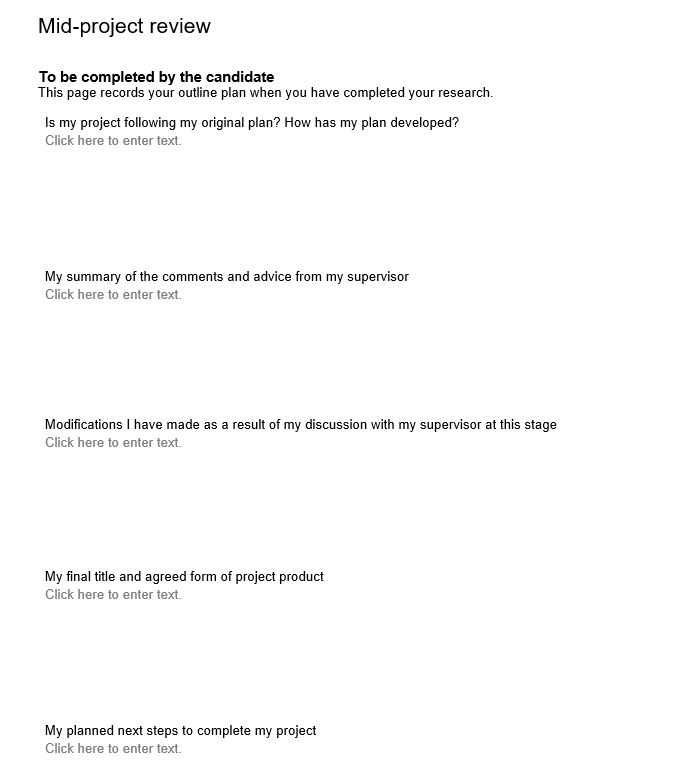 Mid-project review
To be completed by the candidate
This page records your outline plan when you have completed your research.
Is my project following my original plan? How has my plan developed?
Click here to enter text.
My summary of the comments and advice from my supervisor
Click here to enter text.
Modifications I have made as a result of my discussion with my supervisor at this stage
Click here to enter text.
My final title and agreed form of project product
Click here to enter text.
My planned next steps to complete my project
Click here to enter text.